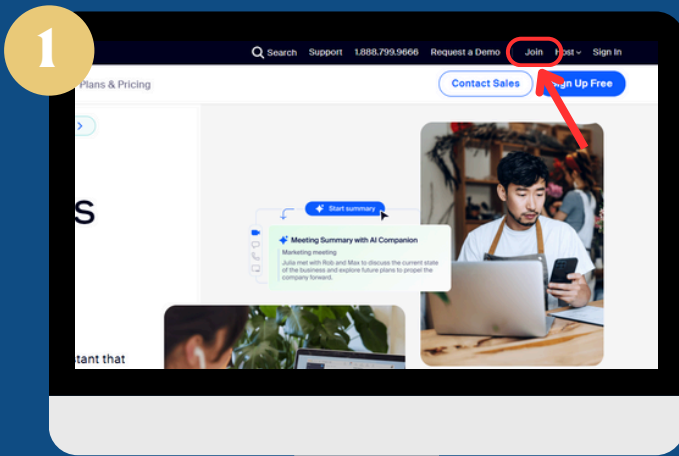 1
Search Support 1.888.799.9666 Request a Demo Join Host Sign In
Plans & Pricing
Contact Sales
Sign Up Free
S
Start summary
Meeting Summary with AI Companion
Marketing meeting
Julia met with Rob and Max to discuss the current state
of the business and explore future plans to propel the
company forward.
tant that